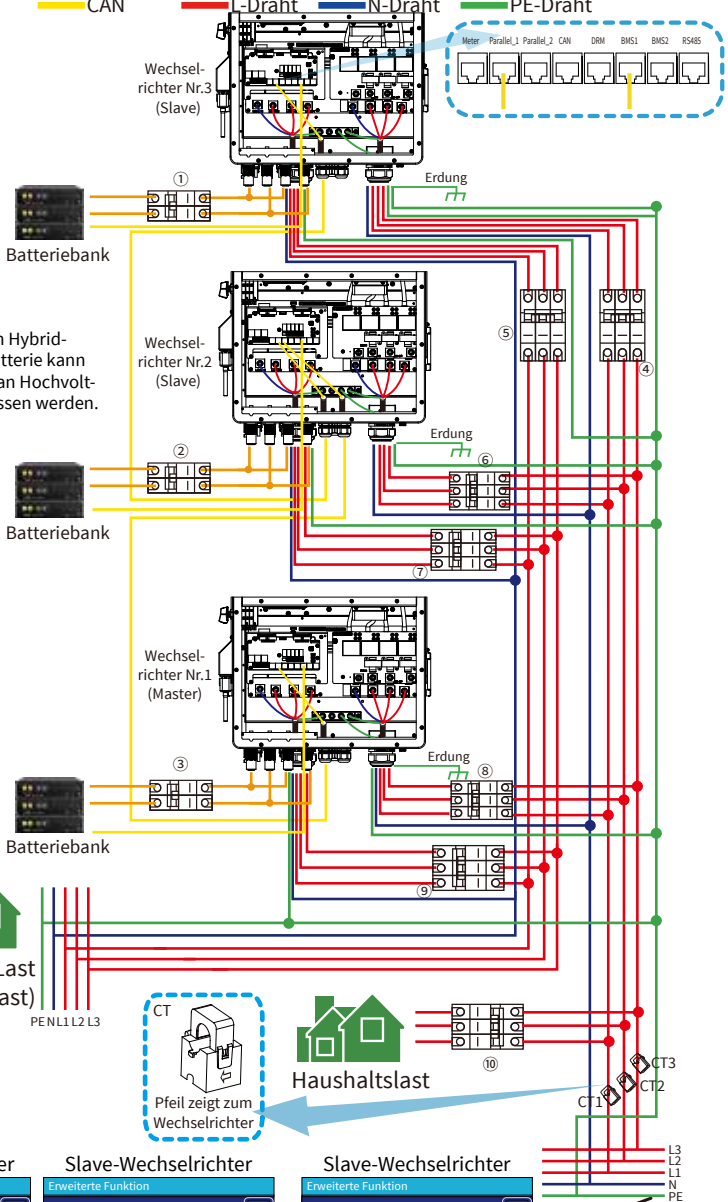 CAN
L-Draht
N-Draht
PE-Draht
Meter Parallel_1 Parallel_2 CAN DRM BMS1 BMS2 RS485
Wechsel-
richter Nr.3
(Slave)
Erdung
①
Batteriebank
⑤
④
Hybrid-
tterie kann
an Hochvolt-
ssen werden.
Wechsel-
richter Nr.2
(Slave)
Erdung
②
⑥
Batteriebank
⑦
Wechsel-
richter Nr.1
(Master)
Erdung
③
⑧
Batteriebank
⑨
Last
ast)
PE N L1 L2 L3
CT
Pfeil zeigt zum
Wechselrichter
Haushaltslast
⑩
CT3
CT2
CT1
L3
L2
L1
N
PE
er
Slave-Wechselrichter
Slave-Wechselrichter
Erweiterte Funktion
Erweiterte Funktion